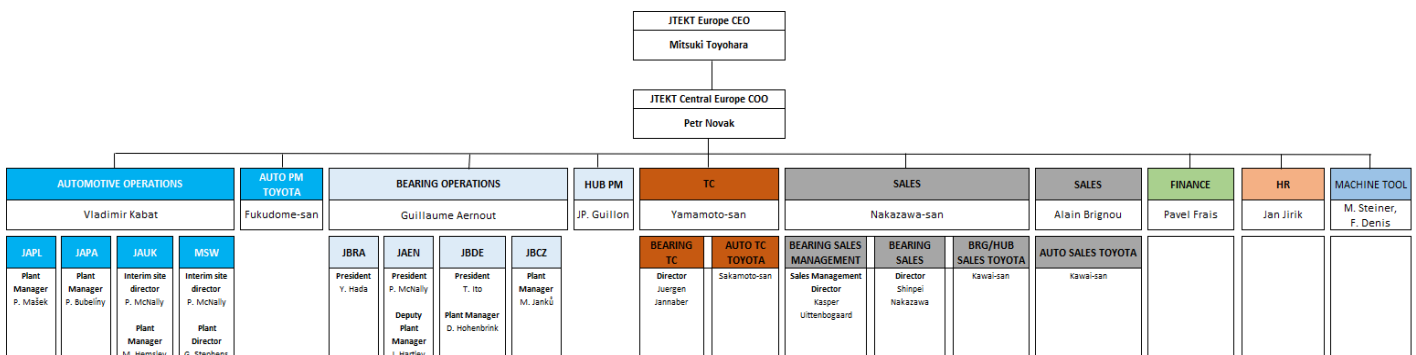 JTEKT Europe CEO
Mitsuki Toyohara
JTEKT Central Europe COO
Petr Novak
AUTOMOTIVE OPERATIONS
Vladimir Kabat
AUTO PM
TOYOTA
Fukudome-san
BEARING OPERATIONS
Guillaume Aernout
HUB PM
JP. Guillon
TC
Yamamoto-san
SALES
Nakazawa-san
SALES
Alain Brignou
FINANCE
Pavel Frais
HR
Jan Jirik
MACHINE TOOL
M. Steiner,
F. Denis
JAPL
Plant
Manager
P. Mašek
JAPA
Plant
Manager
P. Bubelíny
JAUK
Interim site
director
P. McNally
Plant
Manager
M. Hemsley
MSW
Interim site
director
P. McNally
Plant
Director
G. Stephens
JBRA
President
Y. Hada
JAEN
President
P. McNally
Deputy
Plant
Manager
J. Hartley
JBDE
President
T. Ito
Plant Manager
D. Hohenbrink
JBCZ
Plant
Manager
M. Janků
BEARING
TC
Director
Juergen
Jannaber
AUTO TC
TOYOTA
Sakamoto-san
BEARING SALES
MANAGEMENT
Sales Management
Director
Kasper
Uittenbogaard
BEARING
SALES
Director
Shinpei
Nakazawa
BRG/HUB
SALES TOYOTA
Kawai-san
AUTO SALES TOYOTA
Kawai-san